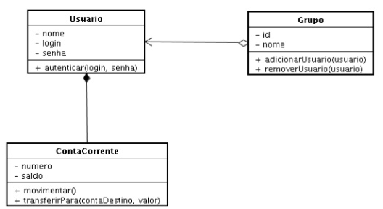 Usuario
- nome
- login
- senha
+ autenticar(login, senha)
Grupo
- id
- nome
+ adicionarUsuario(usuario)
+ removerUsuario(usuario)
ContaCorrente
- numero
- saldo
+ movimentar()
+ transferirPara(contaDestino, valor)